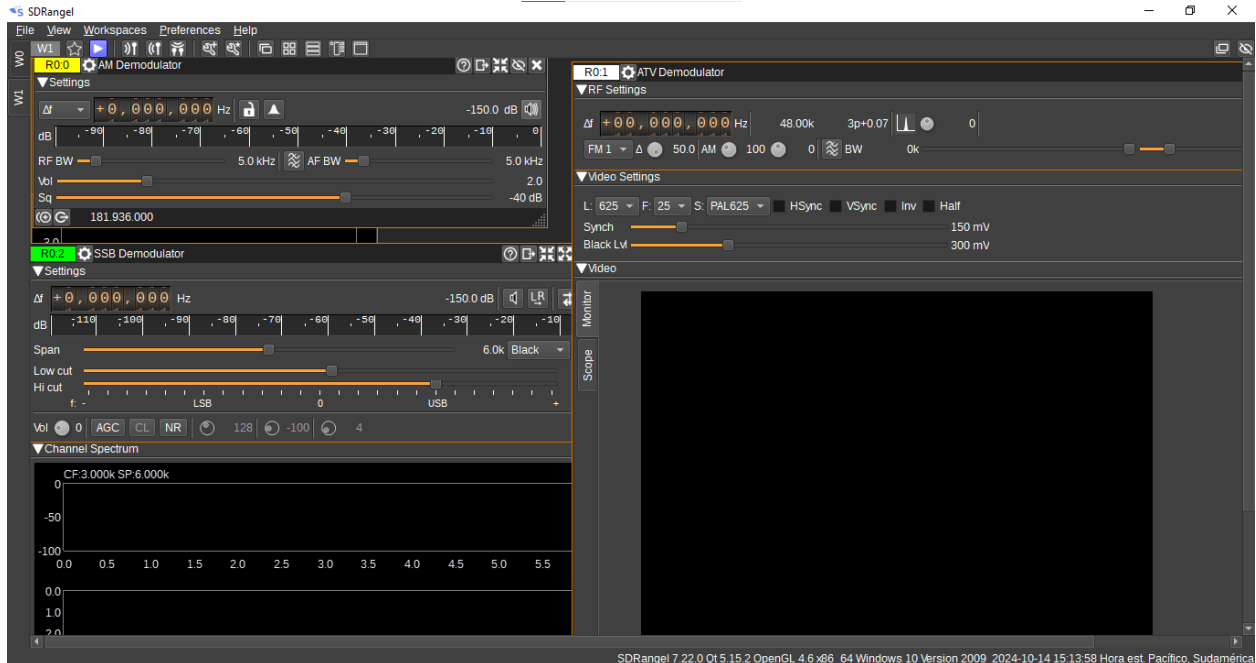 SDRangel
File View Workspaces Preferences Help
W0
W1
W1
R0:0 AM Demodulator
Settings
Δf +0,000,000 Hz -150.0 dB
dB -90 -80 -70 -60 -50 -40 -30 -20 -10 0
RF BW 5.0 kHz AF BW 5.0 kHz
Vol 2.0
Sq -40 dB
181.936.000
2.0
R0:2 SSB Demodulator
Settings
Δf +0,000,000 Hz -150.0 dB LR
dB -110 -100 -90 -80 -70 -60 -50 -40 -30 -20 -10
Span 6.0k Black
Low cut
Hi cut
f: - LSB 0 USB +
Vol 0 AGC CL NR 128 -100 4
Channel Spectrum
CF:3.000k SP:6.000k
0
-50
-100
0.0 0.5 1.0 1.5 2.0 2.5 3.0 3.5 4.0 4.5 5.0 5.5
0.0
1.0
2.0
R0:1 ATV Demodulator
RF Settings
Δf +00,000,000 Hz 48.00k 3p+0.07 0
FM 1 Δ 50.0 AM 100 0 BW 0k
Video Settings
L: 625 F: 25 S: PAL625 HSync VSync Inv Half
Synch 150 mV
Black Lvl 300 mV
Video
Monitor
Scope
SDRangel 7.22.0 Qt 5.15.2 OpenGL 4.6 x86_64 Windows 10 Version 2009 2024-10-14 15:13:58 Hora est. Pacífico, Sudamérica